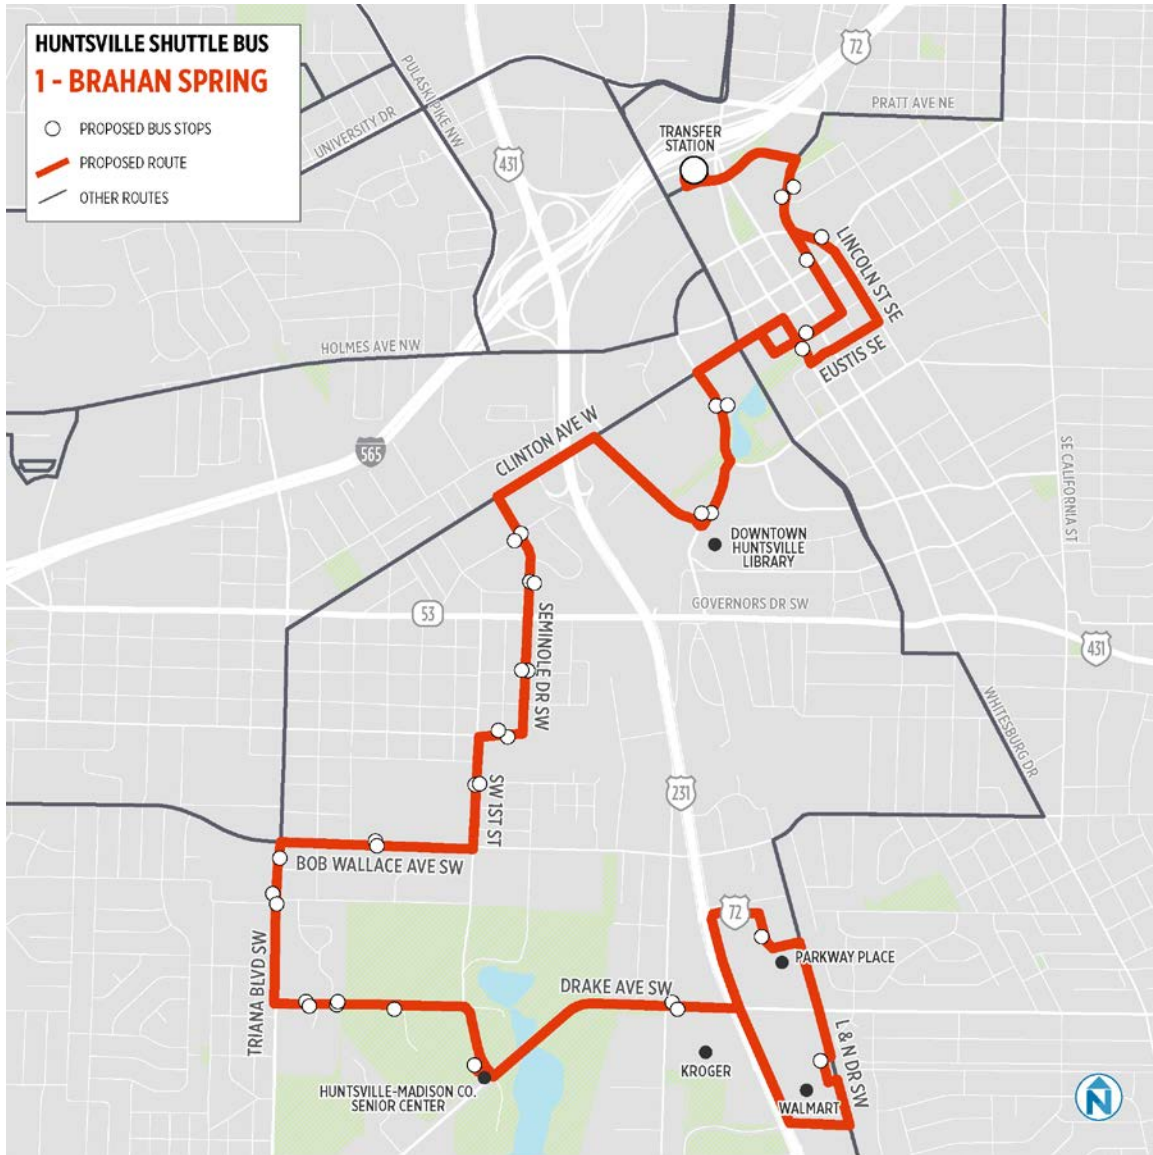 HUNTSVILLE SHUTTLE BUS
1 - BRAHAN SPRING
PROPOSED BUS STOPS
PROPOSED ROUTE
OTHER ROUTES
PULASKI PIKE NW
UNIVERSITY DR
431
72
PRATT AVE NE
TRANSFER
STATION
LINCOLN ST SE
EUSTIS SE
HOLMES AVE NW
CLINTON AVE W
565
SE CALIFORNIA ST
DOWNTOWN
HUNTSVILLE
LIBRARY
53
GOVERNORS DR SW
431
SEMINOLE DR SW
WHITESBURG DR
231
SW 1ST ST
BOB WALLACE AVE SW
72
PARKWAY PLACE
TRIANA BLVD SW
DRAKE AVE SW
L & N DR SW
KROGER
WALMART
HUNTSVILLE-MADISON CO.
SENIOR CENTER
N